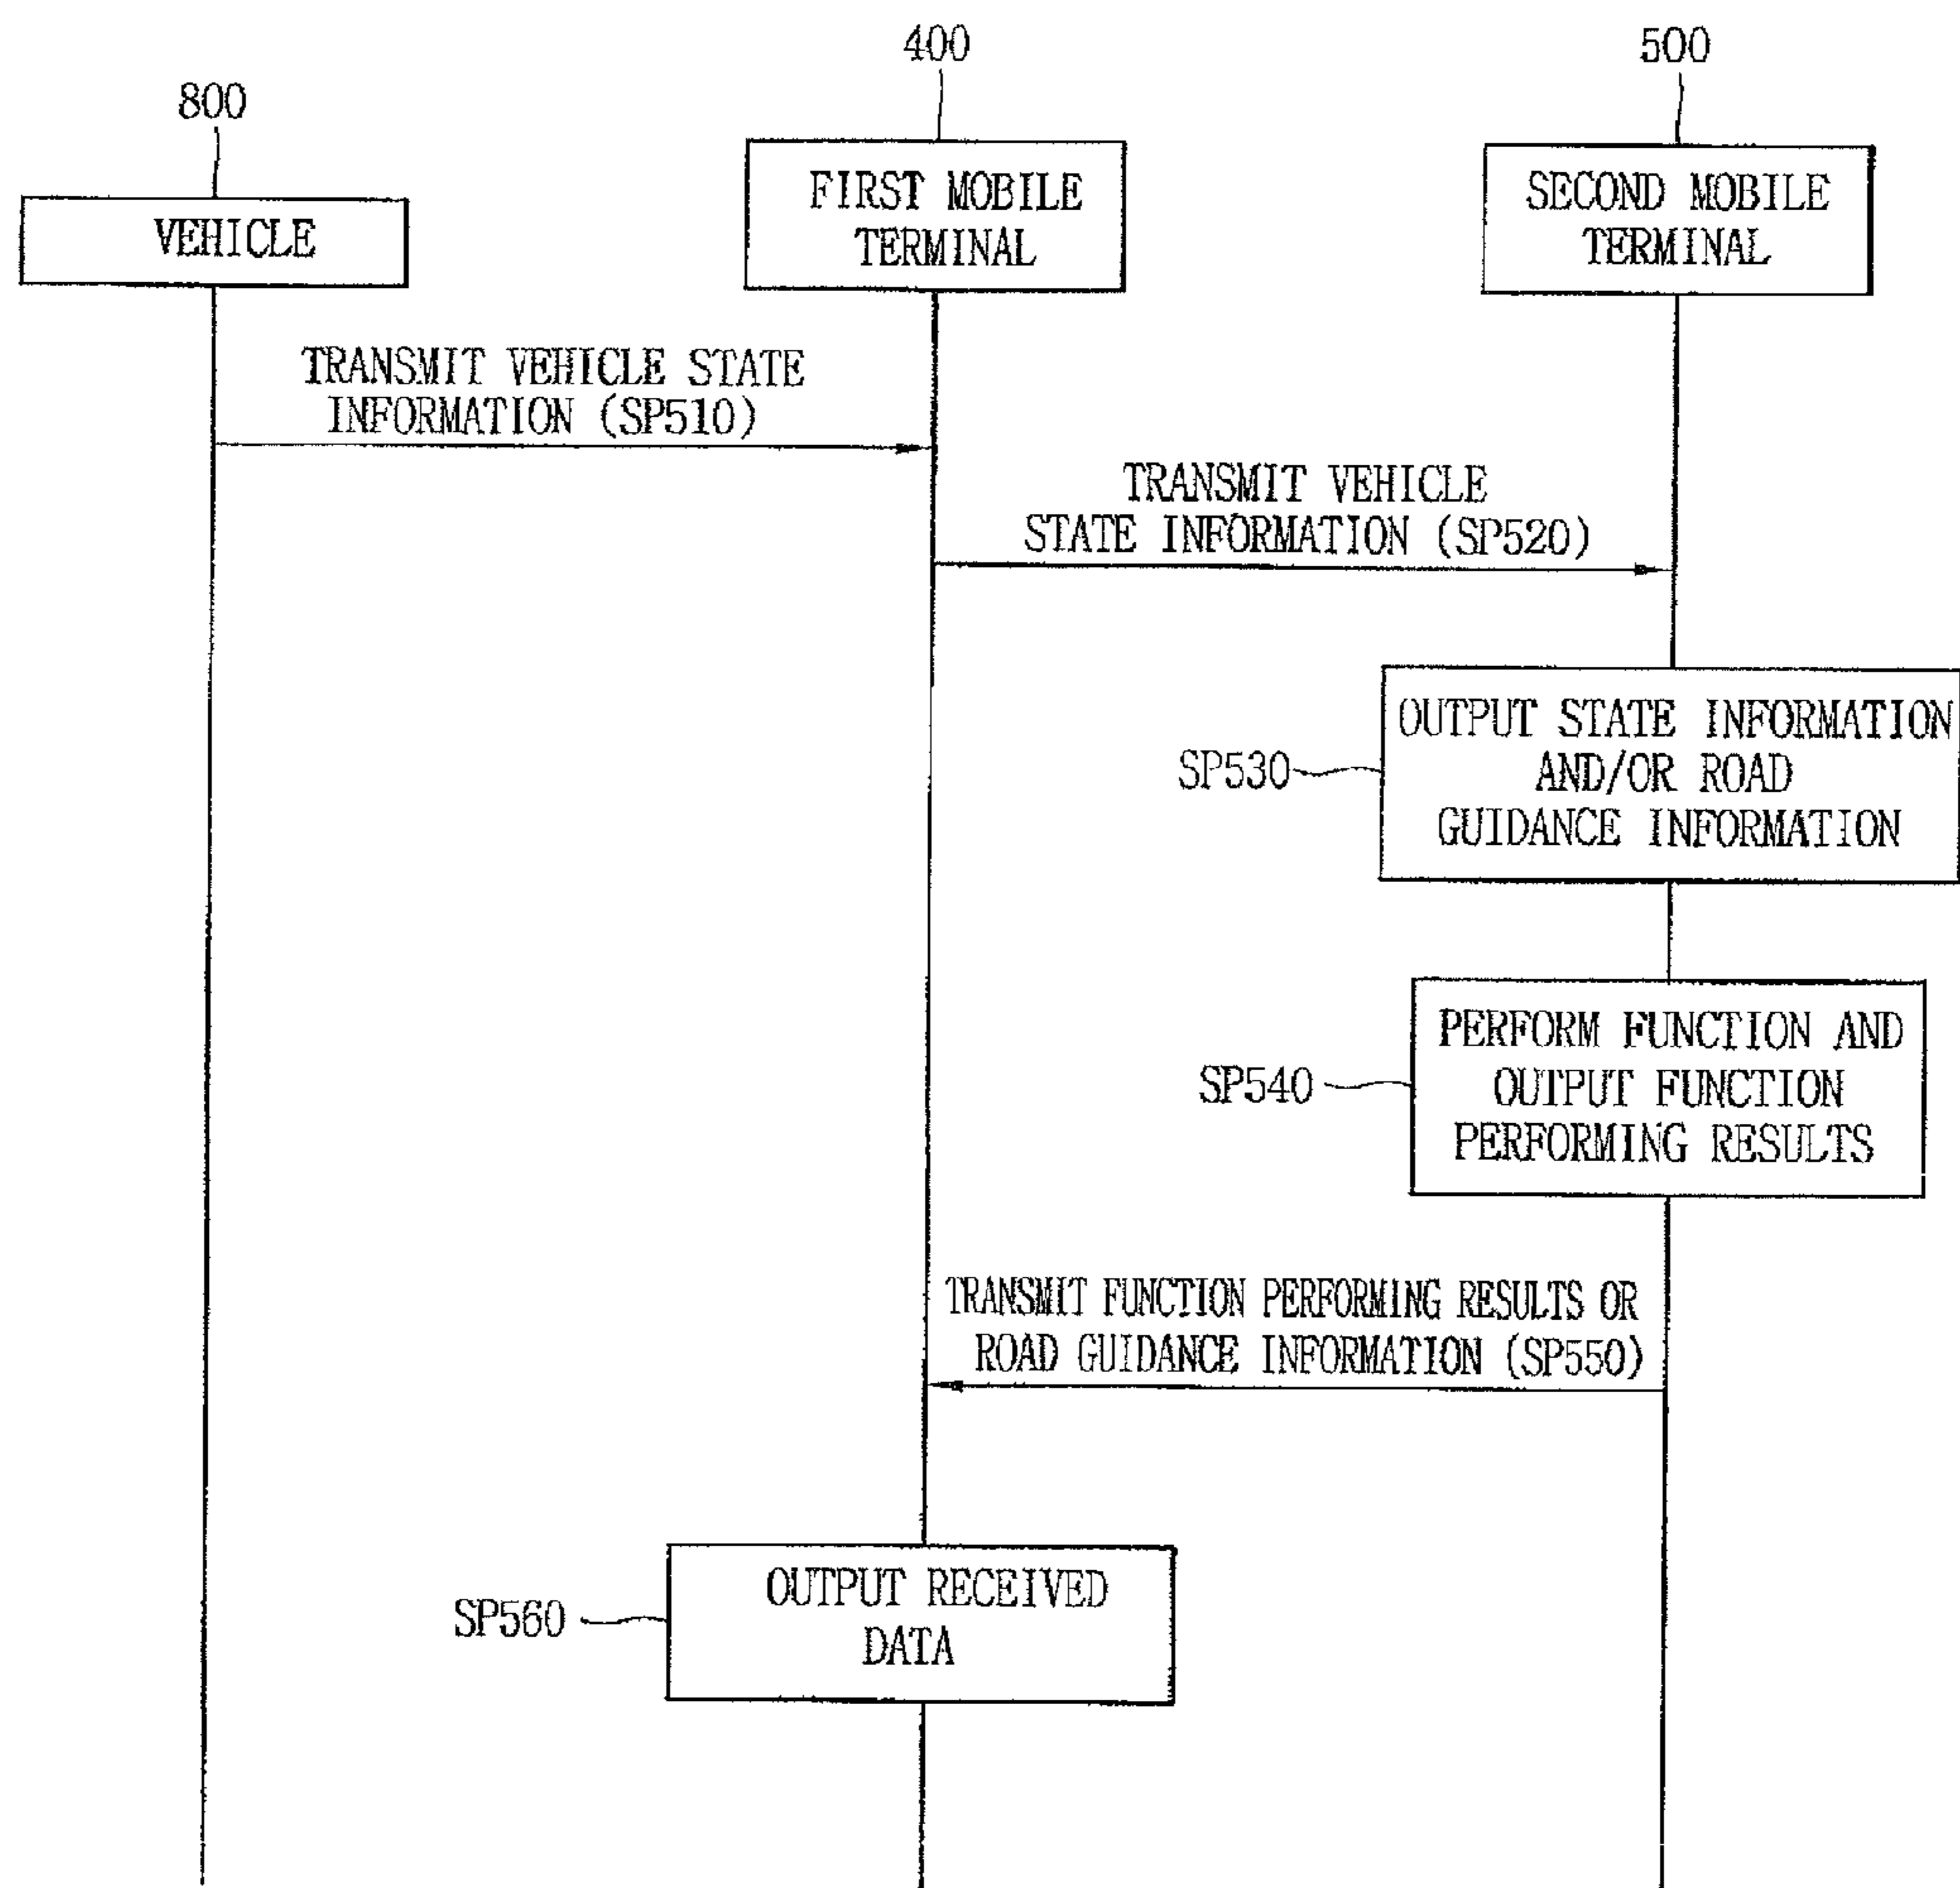 400
500
800
FIRST MOBILE
TERMINAL
SECOND MOBILE
TERMINAL
VEHICLE
TRANSMIT VEHICLE STATE
INFORMATION (SP510)
TRANSMIT VEHICLE
STATE INFORMATION (SP520)
OUTPUT STATE INFORMATION
AND/OR ROAD
GUIDANCE INFORMATION
SP530
PERFORM FUNCTION AND
OUTPUT FUNCTION
PERFORMING RESULTS
SP540
TRANSMIT FUNCTION PERFORMING RESULTS OR
ROAD GUIDANCE INFORMATION (SP550)
OUTPUT RECEIVED
DATA
SP560